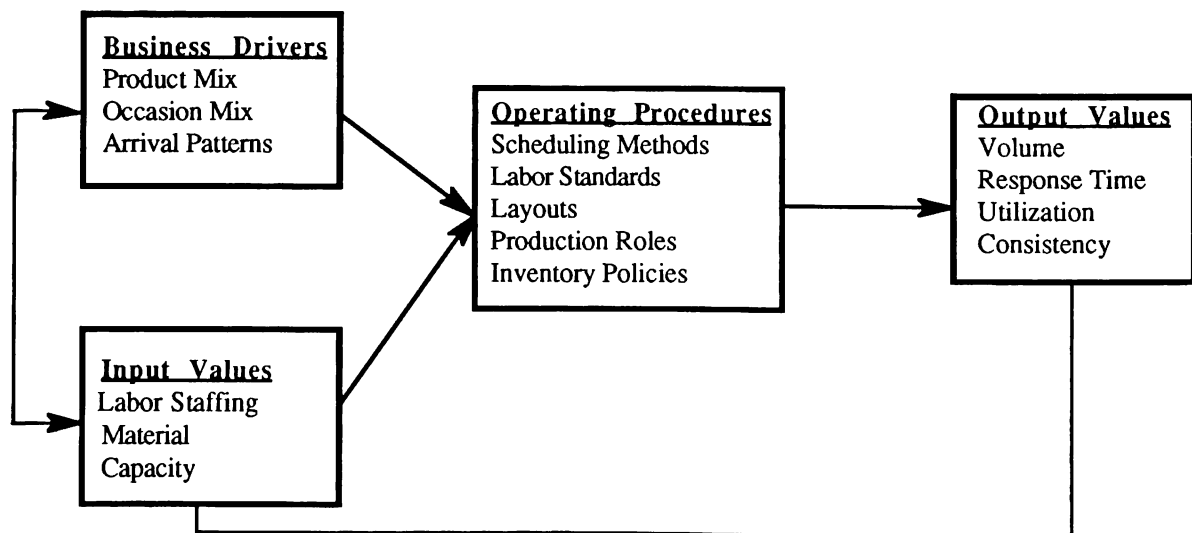 Business Drivers
Product Mix
Occasion Mix
Arrival Patterns
Operating Procedures
Scheduling Methods
Labor Standards
Layouts
Production Roles
Inventory Policies
Output Values
Volume
Response Time
Utilization
Consistency
Input Values
Labor Staffing
Material
Capacity